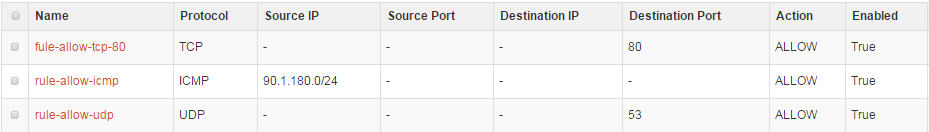 Name Protocol Source IP Source Port Destination IP Destination Port Action Enabled
fule-allow-tcp-80 TCP - - - 80 ALLOW True
rule-allow-icmp ICMP 90.1.180.0/24 - - - ALLOW True
rule-allow-udp UDP - - - 53 ALLOW True